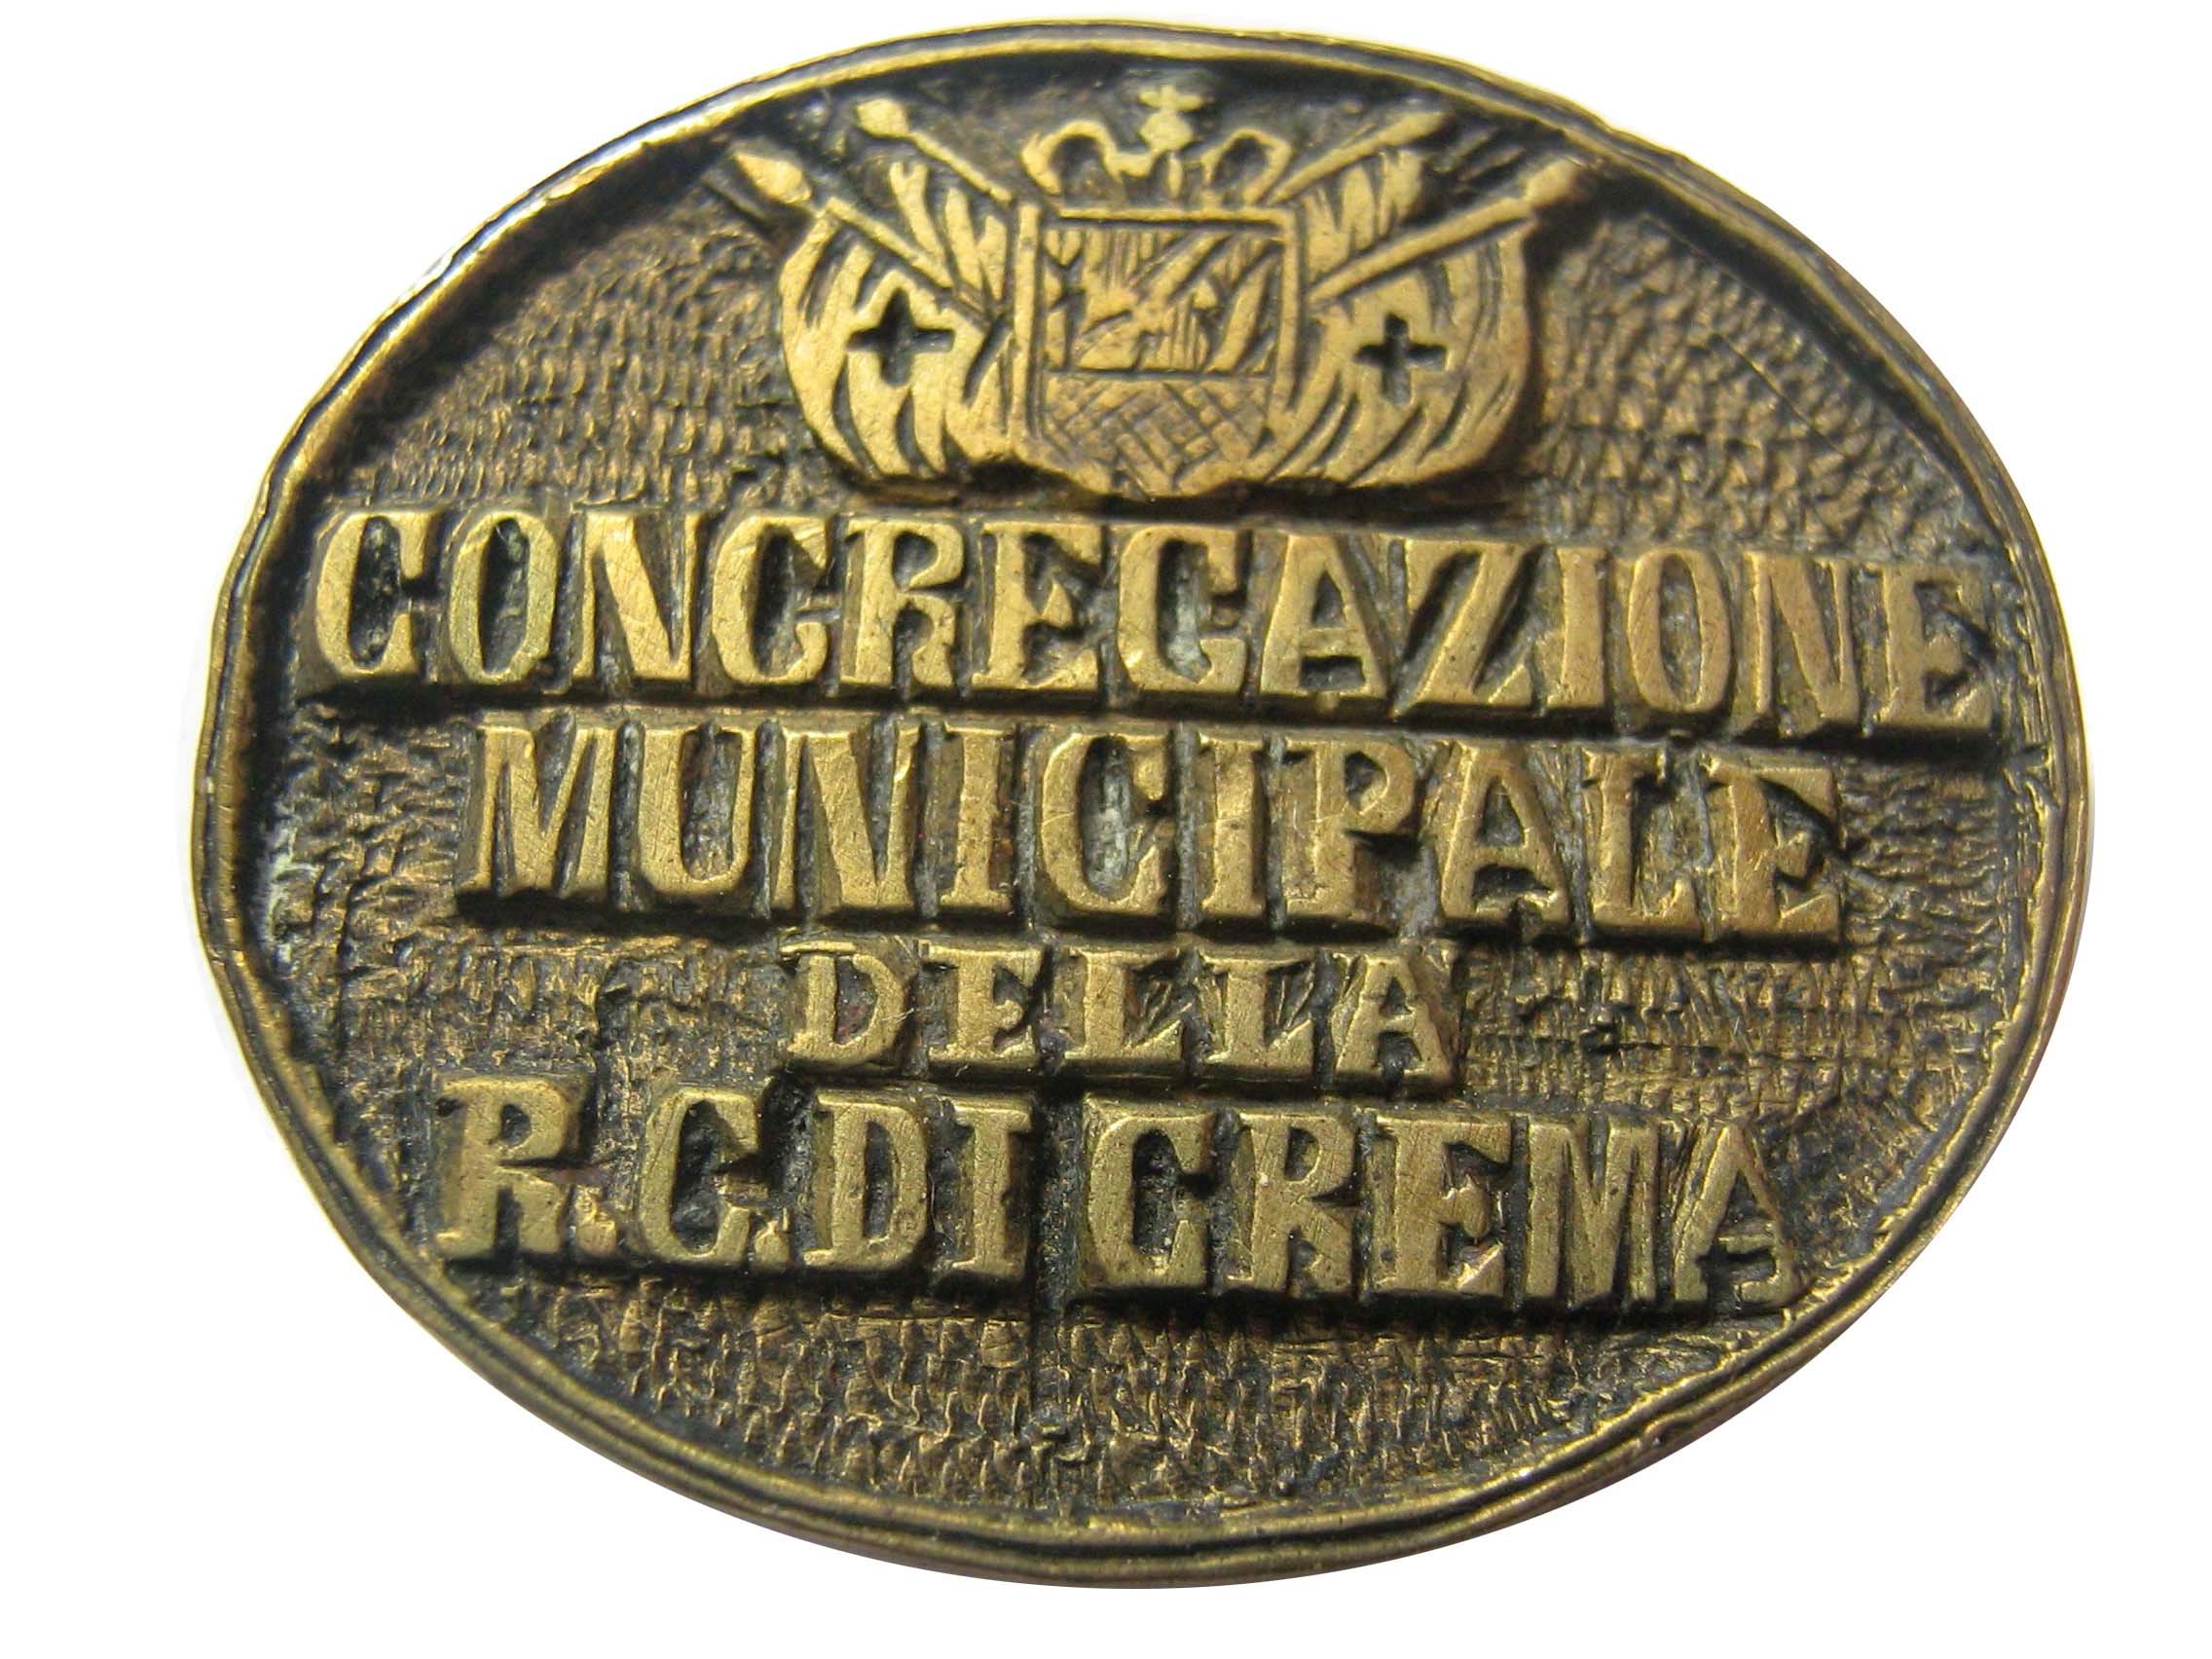 CONGREGAZIONE
MUNICIPALE
DELLA
R.C.DI CREMA